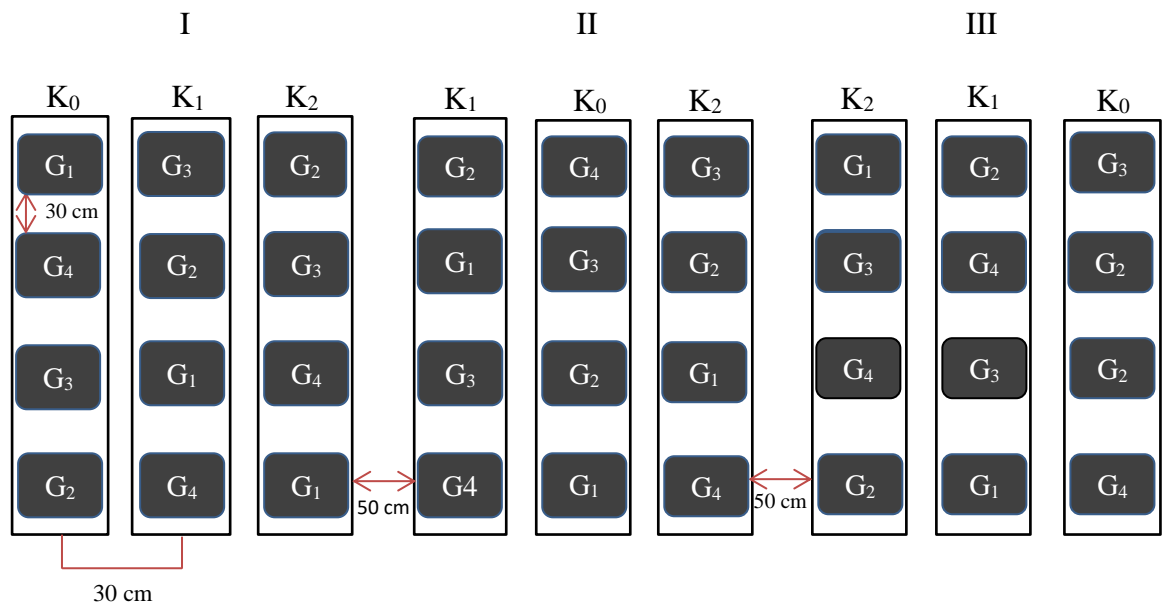 I II III
K₀ K₁ K₂ K₁ K₀ K₂ K₂ K₁ K₀
G₁ G₃ G₂ G₂ G₄ G₃ G₁ G₂ G₃
30 cm
G₄ G₂ G₃ G₁ G₃ G₂ G₃ G₄ G₂
G₃ G₁ G₄ G₃ G₂ G₁ G₄ G₃ G₂
G₂ G₄ G₁ G4 G₁ G₄ G₂ G₁ G₄
50 cm 50 cm
30 cm